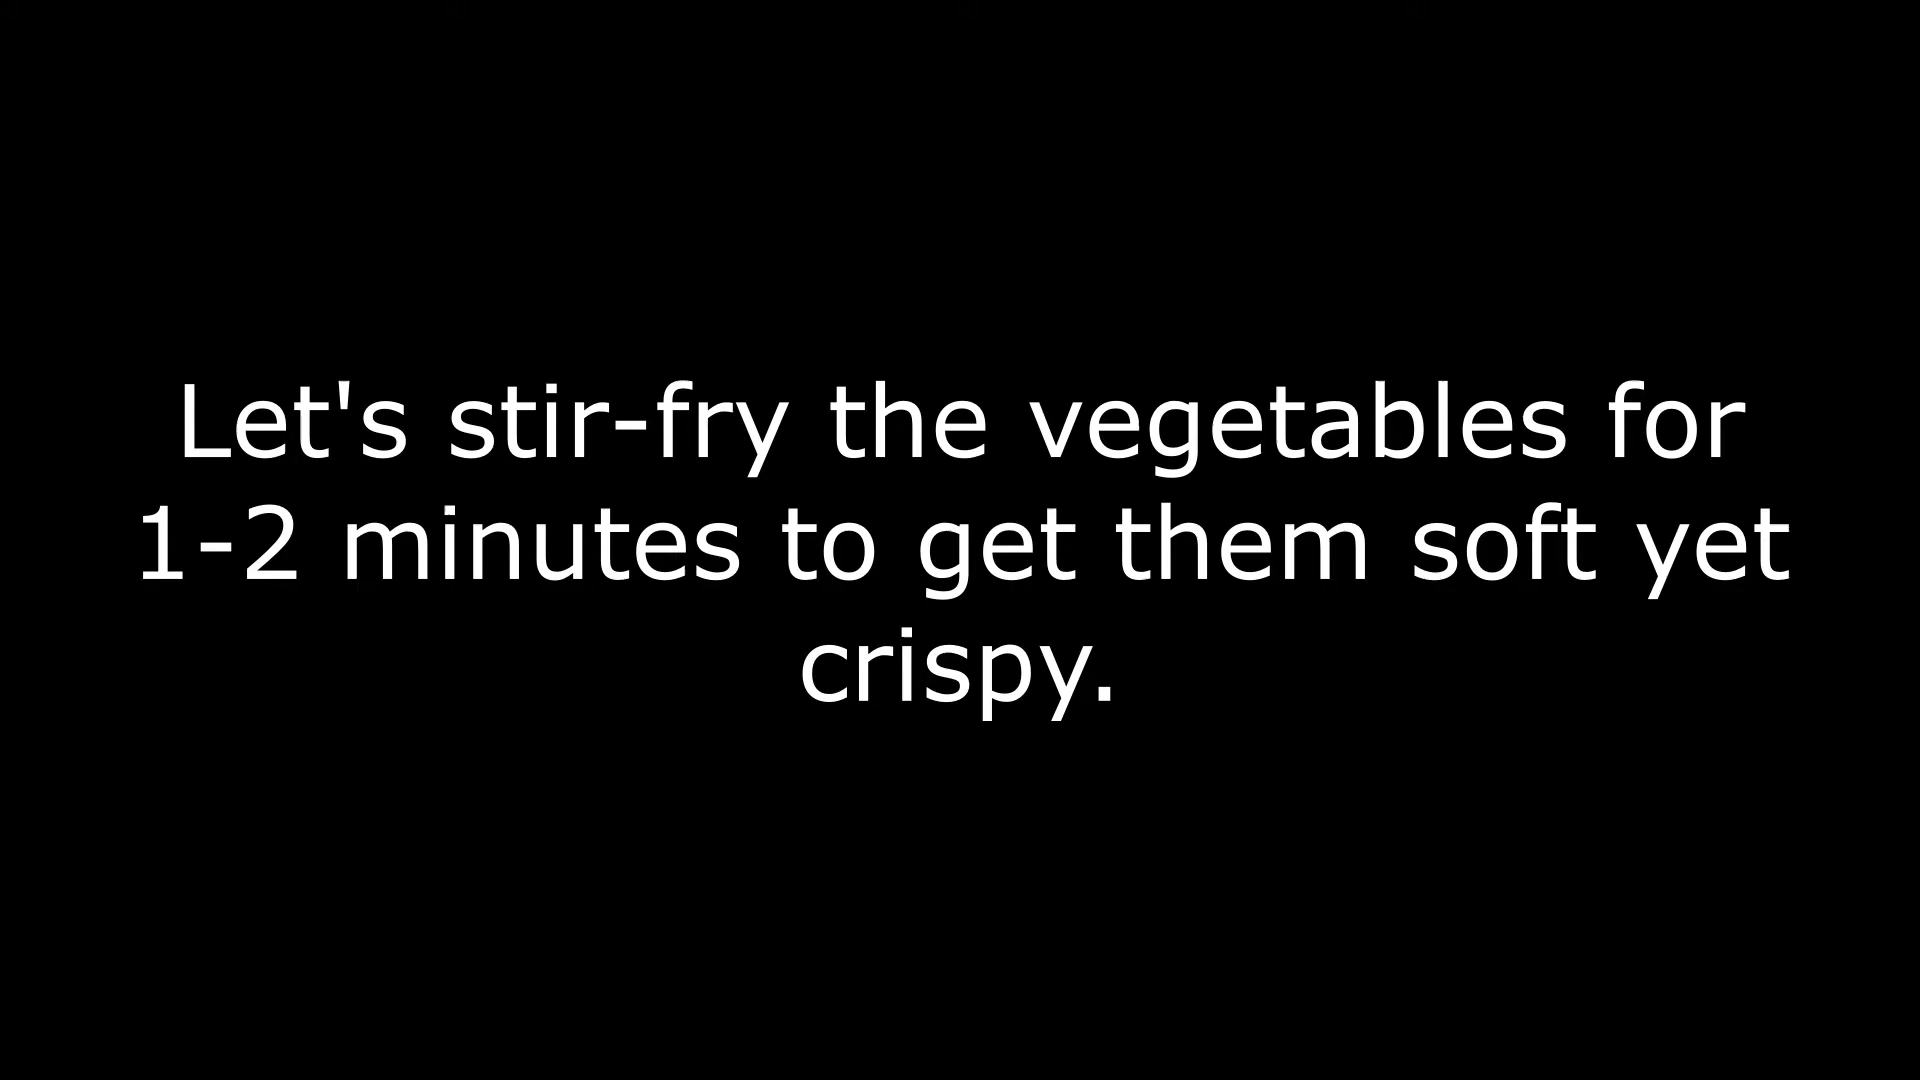 Let's stir-fry the vegetables for
1-2 minutes to get them soft yet
crispy.